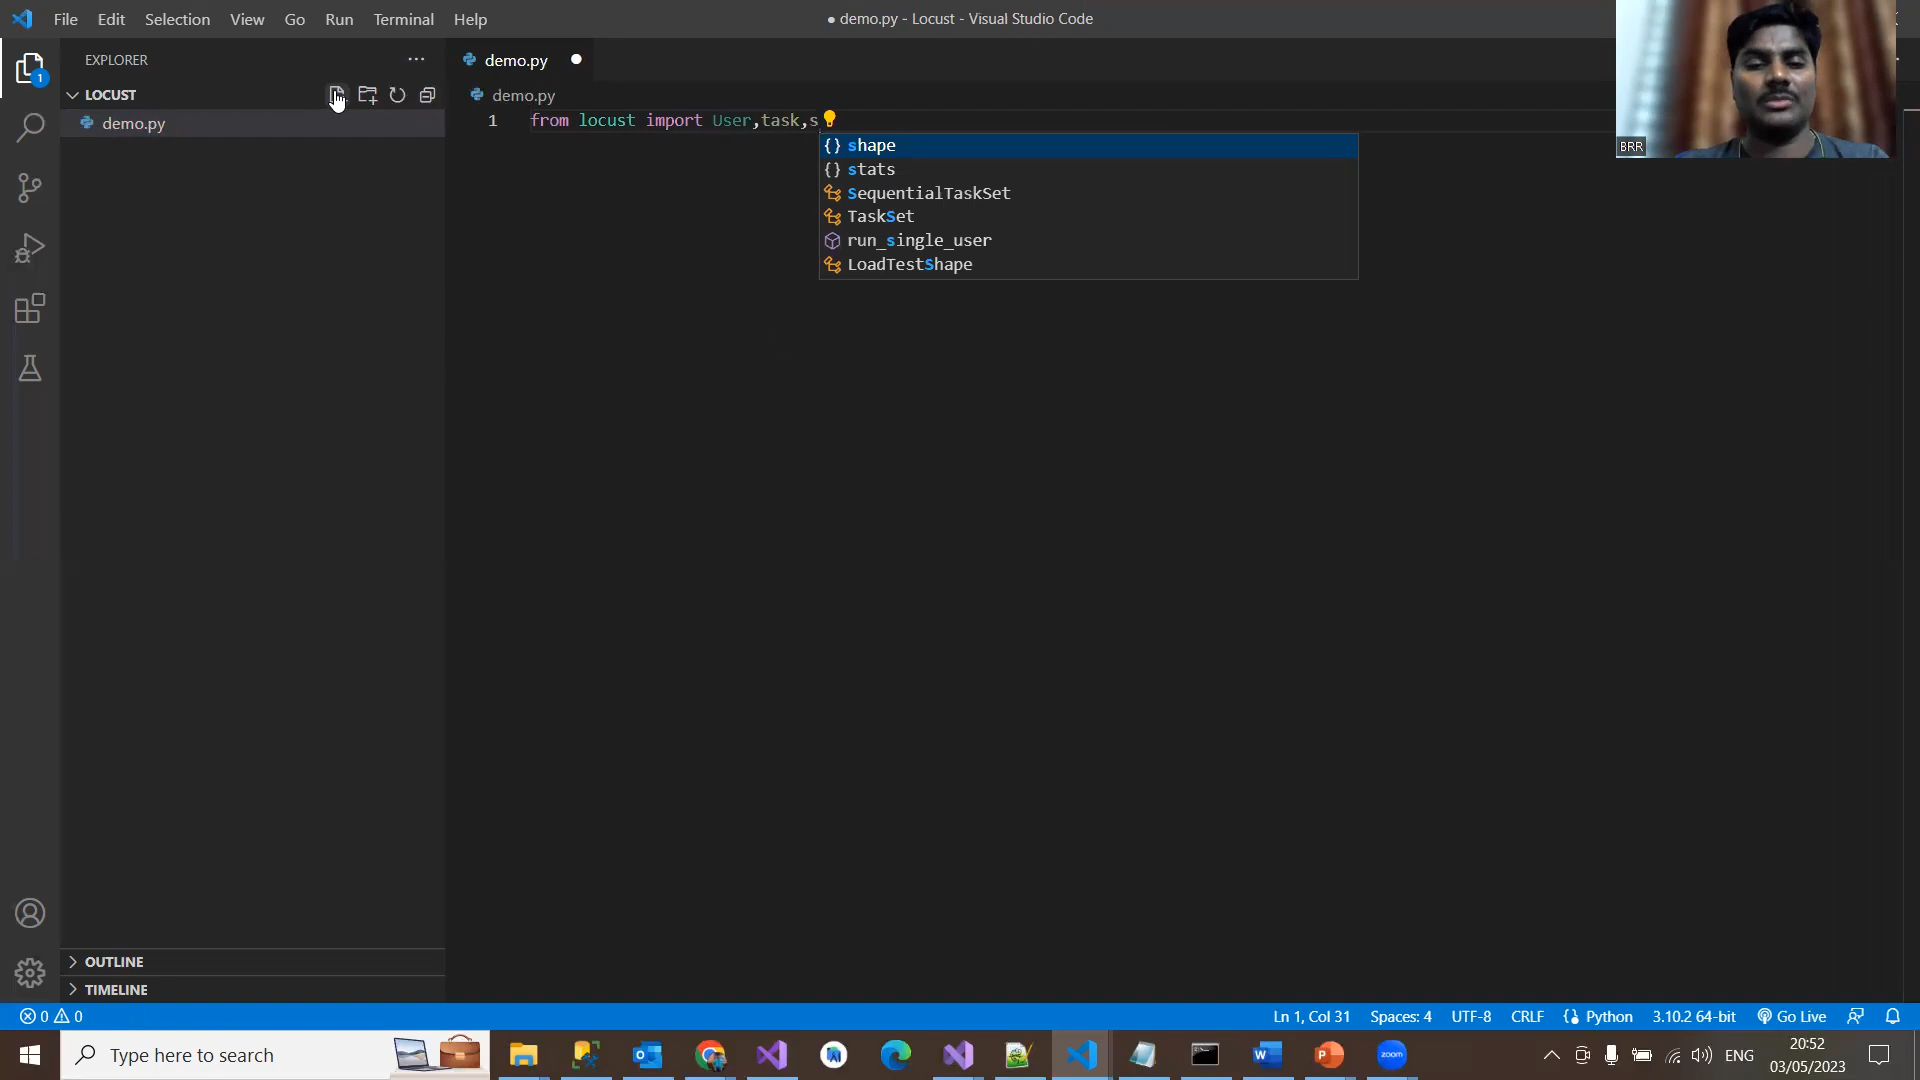 File Edit Selection View Go Run Terminal Help
● demo.py - Locust - Visual Studio Code
EXPLORER
LOCUST
demo.py
demo.py
demo.py
1 from locust import User,task,s
shape
stats
SequentialTaskSet
TaskSet
run_single_user
LoadTestShape
BRR
1
OUTLINE
TIMELINE
0 0
Ln 1, Col 31 Spaces: 4 UTF-8 CRLF Python 3.10.2 64-bit Go Live
Type here to search
zoom
ENG
20:52
03/05/2023